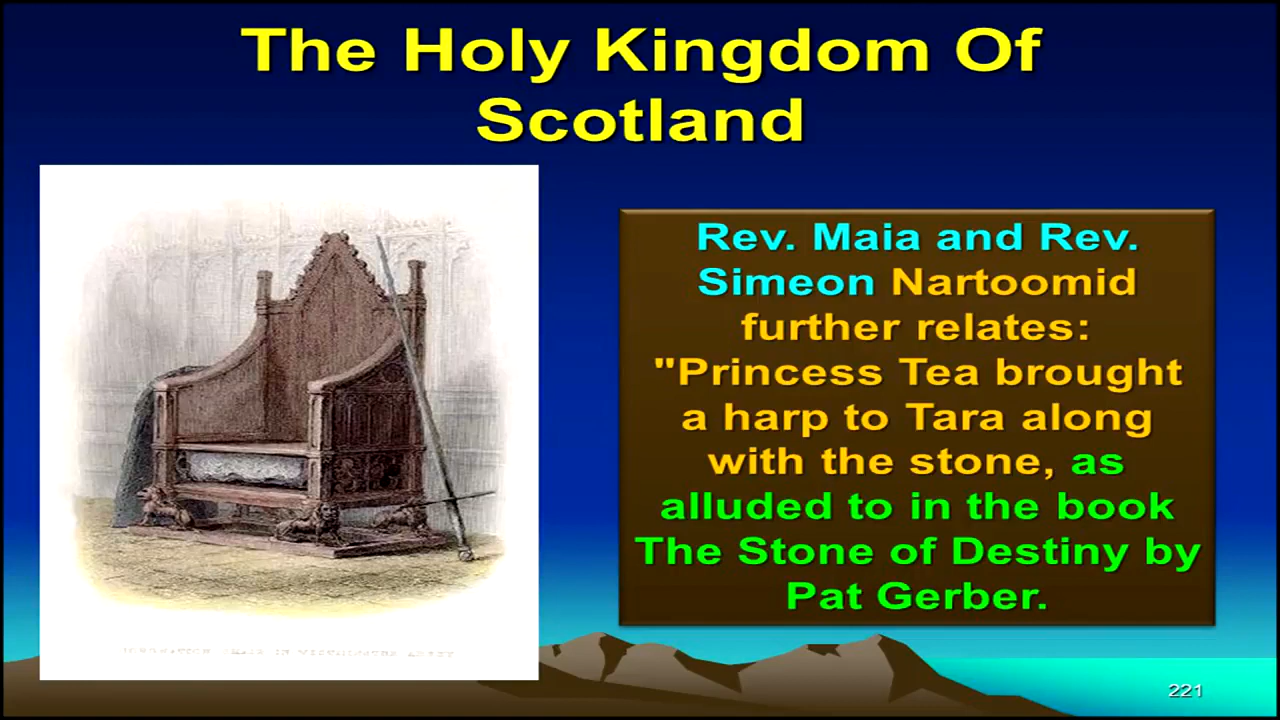 The Holy Kingdom Of
Scotland
Rev. Maia and Rev.
Simeon Nartoomid
further relates:
"Princess Tea brought
a harp to Tara along
with the stone, as
alluded to in the book
The Stone of Destiny by
Pat Gerber.
221